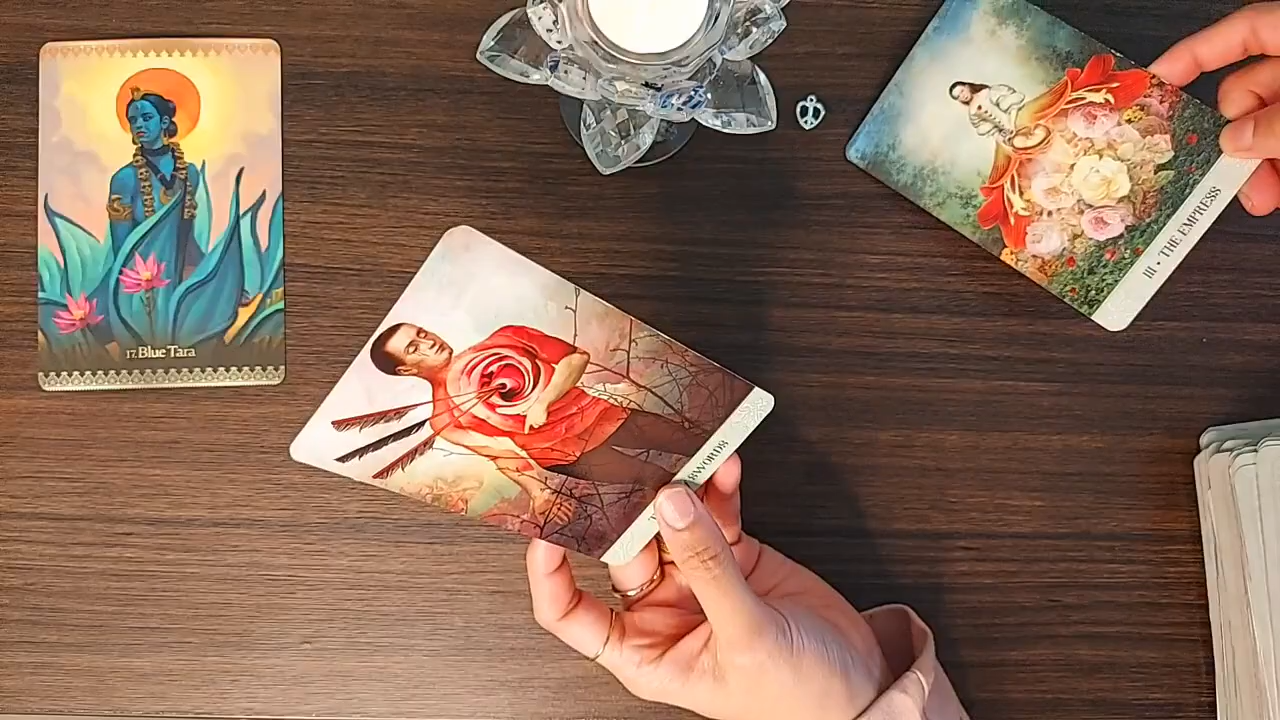 17. Blue Tara
III • THE EMPRESS